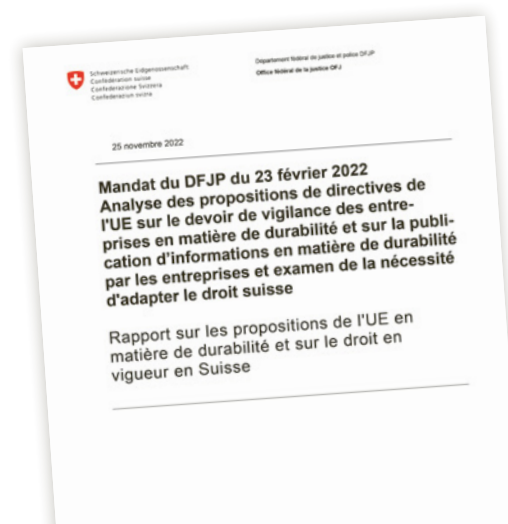 Schweizerische Eidgenossenschaft
Confédération suisse
Confederazione Svizzera
Confederaziun svizra
Département fédéral de justice et police DFJP
Office fédéral de la justice OFJ
25 novembre 2022
Mandat du DFJP du 23 février 2022
Analyse des propositions de directives de
l'UE sur le devoir de vigilance des entre-
prises en matière de durabilité et sur la publi-
cation d'informations en matière de durabilité
par les entreprises et examen de la nécessité
d'adapter le droit suisse
Rapport sur les propositions de l'UE en
matière de durabilité et sur le droit en
vigueur en Suisse